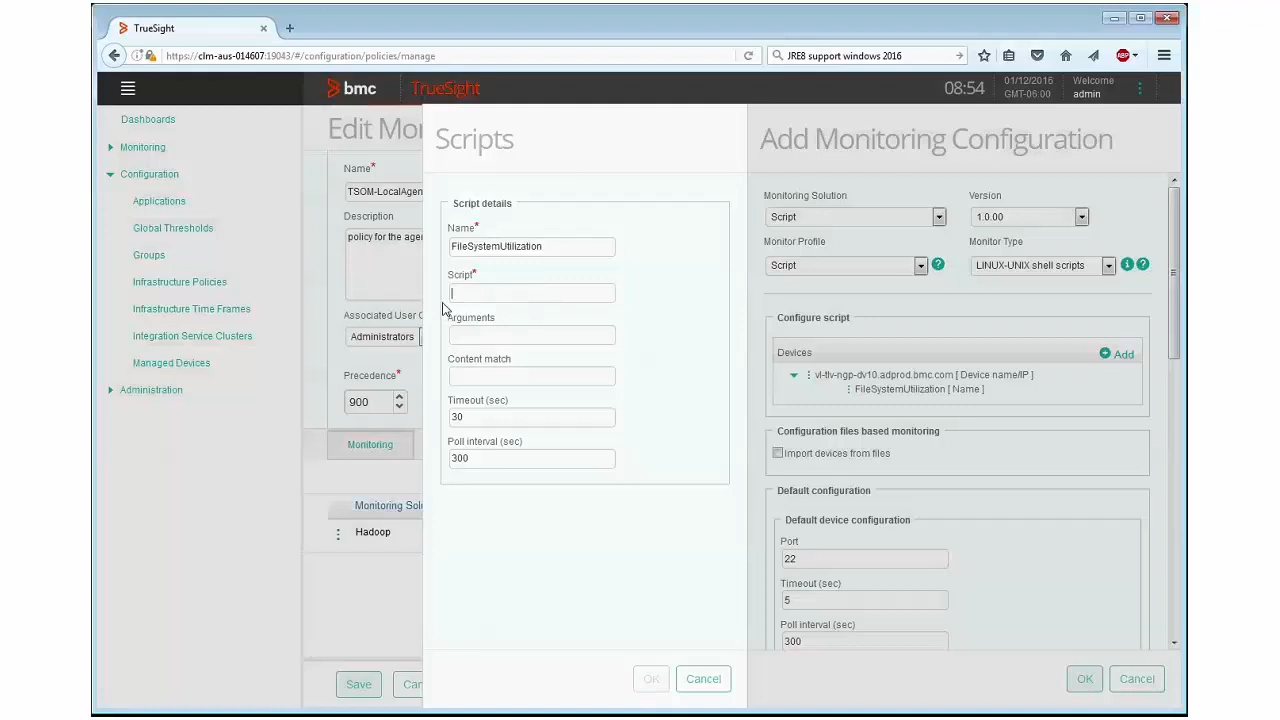 TrueSight
https://clm-aus-014607:19043/#/configuration/policies/manage
JRE8 support windows 2016
ABP
bmc
TrueSight
08:54
01/12/2016
GMT-06:00
Welcome
admin
Dashboards
Monitoring
Configuration
Applications
Global Thresholds
Groups
Infrastructure Policies
Infrastructure Time Frames
Integration Service Clusters
Managed Devices
Administration
Edit Mo
Name*
TSOM-LocalAgen
Description
policy for the age
Associated User
Administrators
Precedence*
900
Monitoring
Monitoring Sol
Hadoop
Save
Can
Scripts
Script details
Name*
FileSystemUtilization
Script*
Arguments
Content match
Timeout (sec)
30
Poll interval (sec)
300
OK
Cancel
Add Monitoring Configuration
Monitoring Solution
Version
Script
1.0.00
Monitor Profile
Monitor Type
Script
LINUX-UNIX shell scripts
Configure script
Devices
Add
vl-tlv-ngp-dv10.adprod.bmc.com [ Device name/IP ]
FileSystemUtilization [ Name ]
Configuration files based monitoring
Import devices from files
Default configuration
Default device configuration
Port
22
Timeout (sec)
5
Poll interval (sec)
300
OK
Cancel